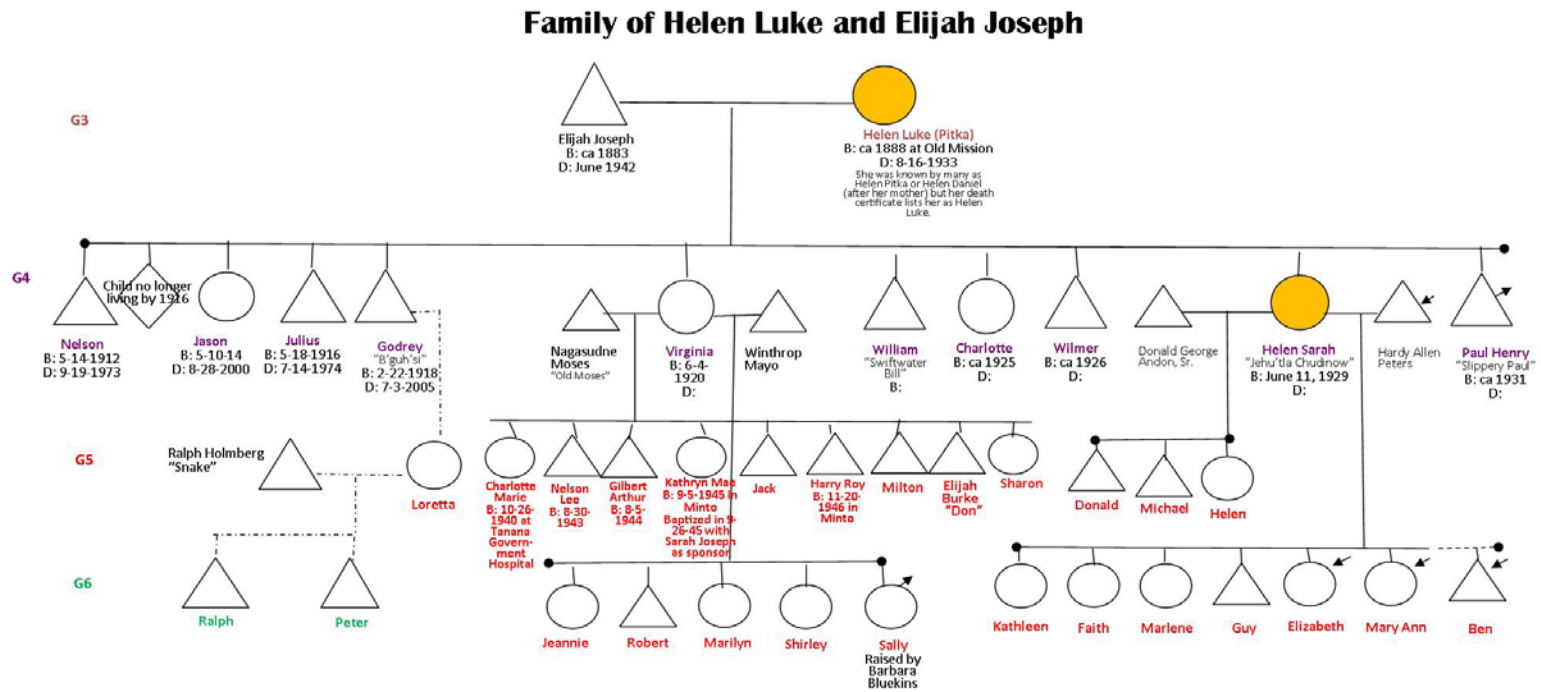 Family of Helen Luke and Elijah Joseph
G3
Elijah Joseph
B: ca 1883
D: June 1942
Helen Luke (Pitka)
B: ca 1888 at Old Mission
D: 8-16-1933
She was known by many as
Helen Pitka or Helen Daniel
(after her mother) but her death
certificate lists her as Helen
Luke.
G4
Nelson
B: 5-14-1912
D: 9-19-1973
Child no longer
living by 1916
Jason
B: 5-10-14
D: 8-28-2000
Julius
B: 5-18-1916
D: 7-14-1974
Godrey
"B'guh'si"
B: 2-22-1918
D: 7-3-2005
Nagasudne
Moses
"Old Moses"
Virginia
B: 6-4-
1920
D:
Winthrop
Mayo
William
"Swiftwater
Bill"
B:
Charlotte
B: ca 1925
D:
Wilmer
B: ca 1926
D:
Donald George
Andon, Sr.
Helen Sarah
"Jehu'tla Chudinow"
B: June 11, 1929
D:
Hardy Allen
Peters
Paul Henry
"Slippery Paul"
B: ca 1931
D:
G5
Ralph Holmberg
"Snake"
Loretta
Charlotte
Marie
B: 10-26-
1940 at
Tanana
Govern-
ment
Hospital
Nelson
Lee
B: 8-30-
1943
Gilbert
Arthur
B: 8-5-
1944
Kathryn Mae
B: 9-5-1945 in
Minto
Baptized in 9-
26-45 with
Sarah Joseph
as sponsor
Jack
Harry Roy
B: 11-20-
1946 in
Minto
Milton
Elijah
Burke
"Don"
Sharon
Donald
Michael
Helen
G6
Ralph
Peter
Jeannie
Robert
Marilyn
Shirley
Sally
Raised by
Barbara
Bluekins
Kathleen
Faith
Marlene
Guy
Elizabeth
Mary Ann
Ben